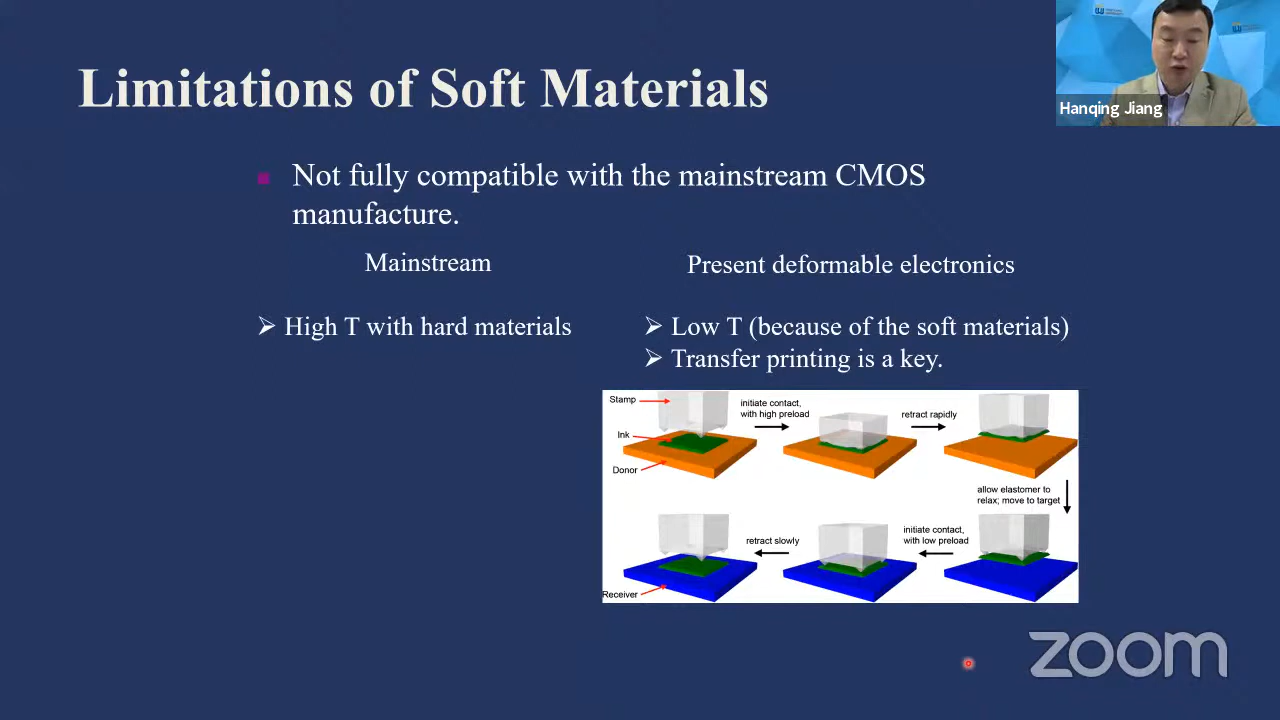 Limitations of Soft Materials
Hanqing Jiang
Not fully compatible with the mainstream CMOS
manufacture.
Mainstream
Present deformable electronics
High T with hard materials
Low T (because of the soft materials)
Transfer printing is a key.
Stamp
initiate contact,
with high preload
retract rapidly
Ink
Donor
allow elastomer to
relax; move to target
initiate contact,
with low preload
retract slowly
Receiver
zoom